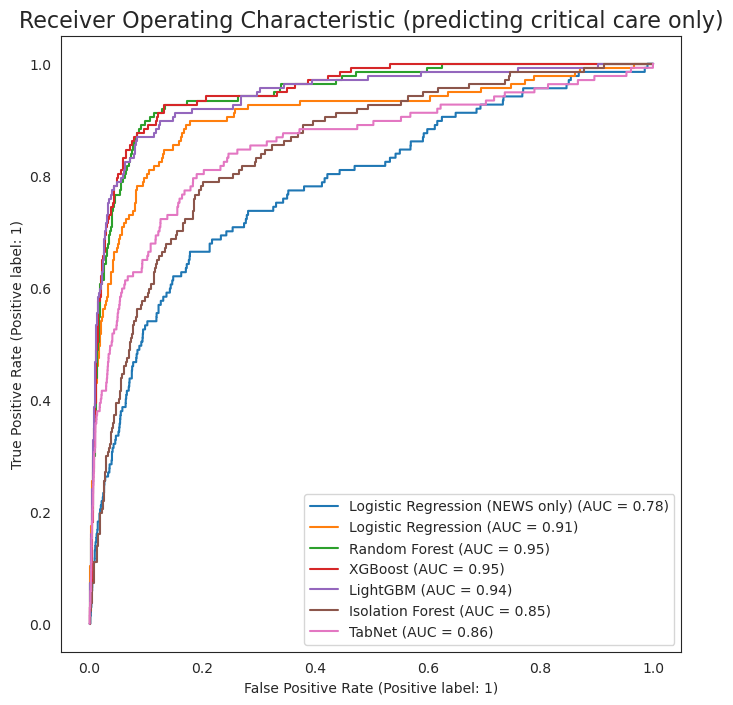 Receiver Operating Characteristic (predicting critical care only)
1.0
0.8
0.6
0.4
0.2
0.0
True Positive Rate (Positive label: 1)
Logistic Regression (NEWS only) (AUC = 0.78)
Logistic Regression (AUC = 0.91)
Random Forest (AUC = 0.95)
XGBoost (AUC = 0.95)
LightGBM (AUC = 0.94)
Isolation Forest (AUC = 0.85)
TabNet (AUC = 0.86)
0.0 0.2 0.4 0.6 0.8 1.0
False Positive Rate (Positive label: 1)